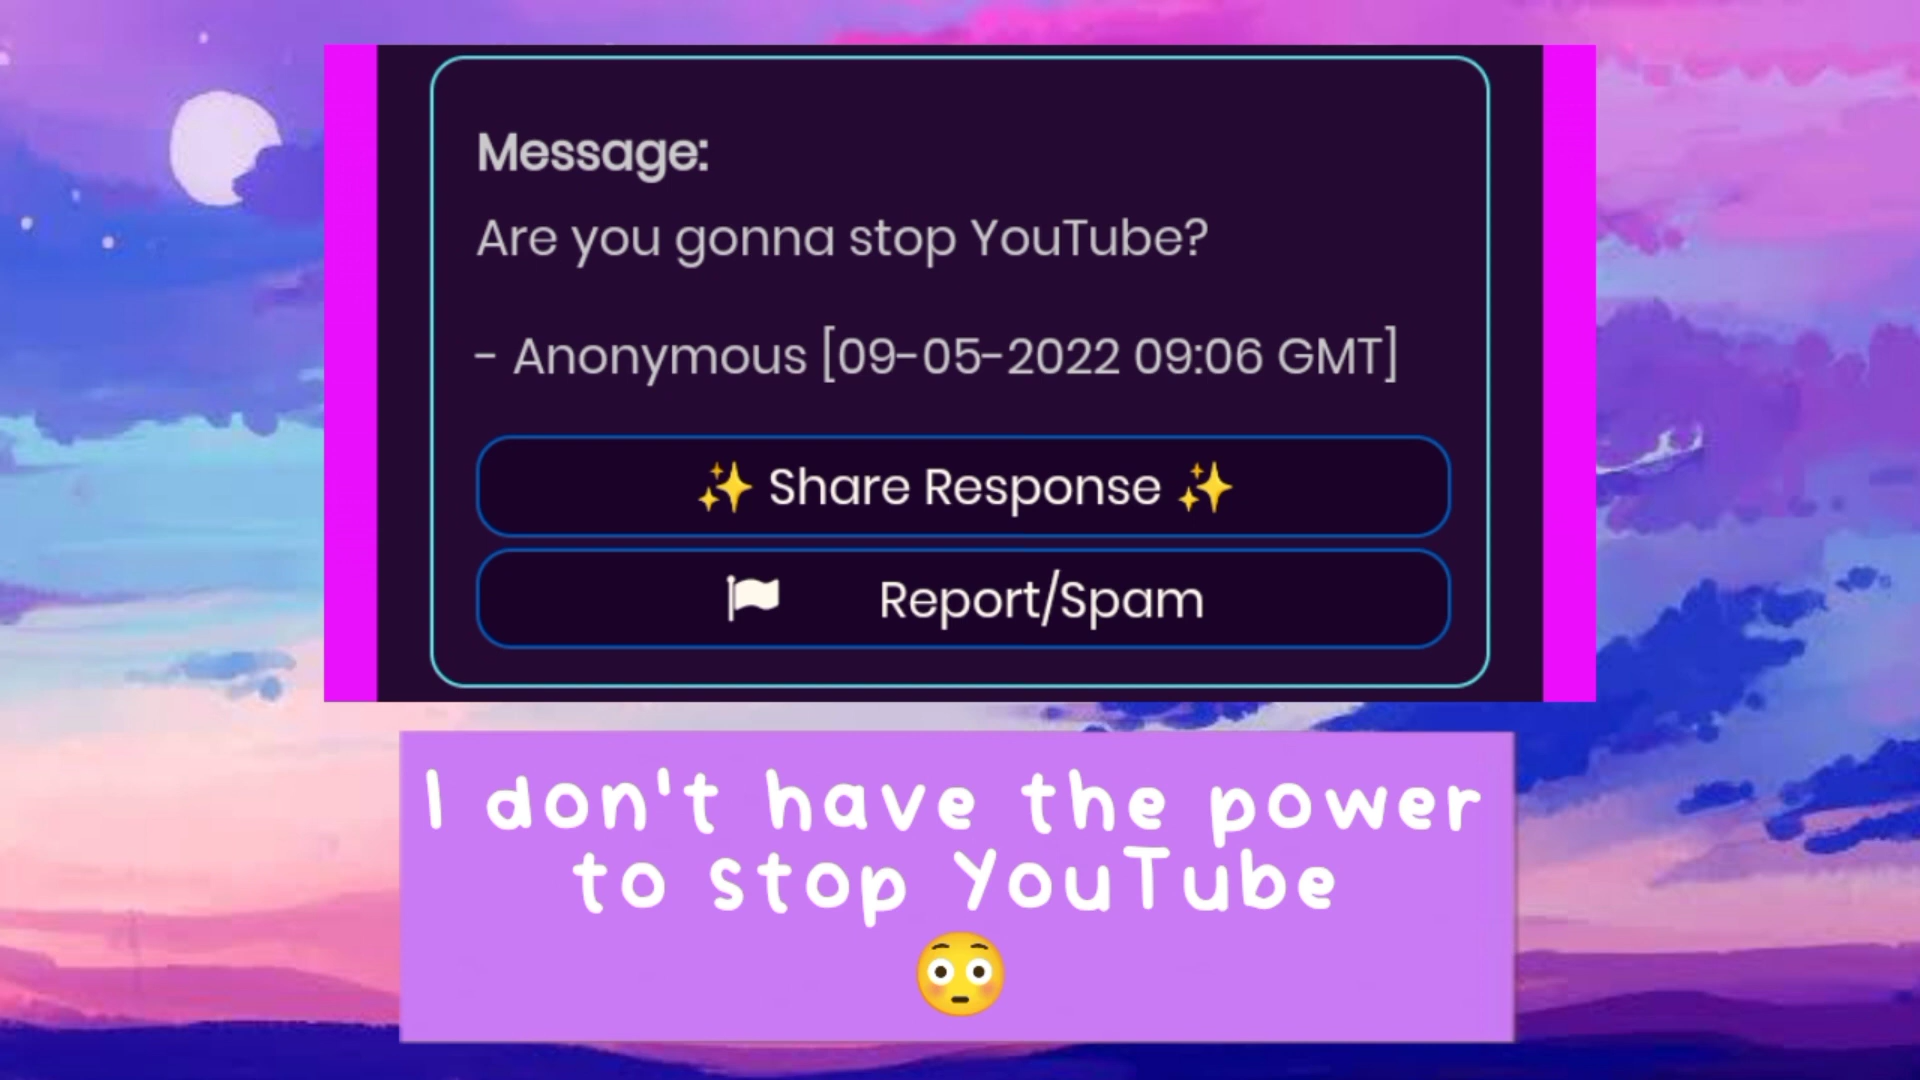 Message:
Are you gonna stop YouTube?
- Anonymous [09-05-2022 09:06 GMT]
✨ Share Response ✨
Report/Spam
I don't have the power
to stop YouTube
😳